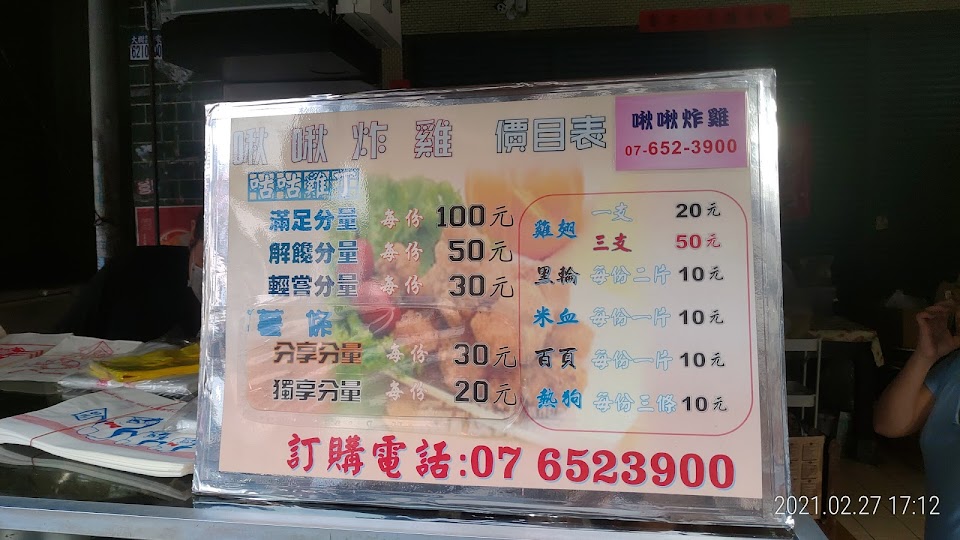 啾啾炸雞 價目表
啾啾炸雞
07-652-3900
咕咕雞丁
滿足分量 每份 100元
解饞分量 每份 50元
輕嘗分量 每份 30元
薯條
分享分量 每份 30元
獨享分量 每份 20元
雞翅 一支 20元
三支 50元
黑輪 每份二片 10元
米血 每份一片 10元
百頁 每份一片 10元
熱狗 每份三條 10元
訂購電話:07 6523900
2021.02.27 17:12